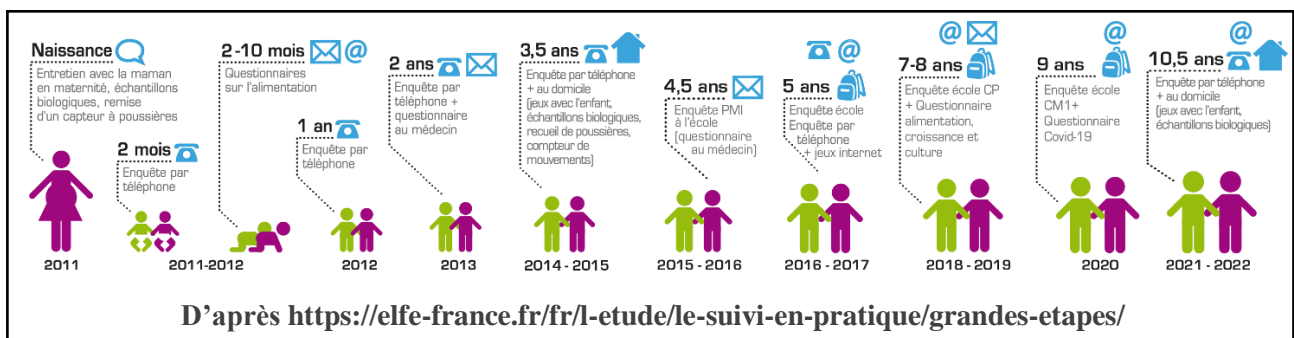 Naissance
Entretien avec la maman
en maternité, échantillons
biologiques, remise
d'un capteur à poussières
2011
2 mois
Enquête par
téléphone
2-10 mois @
Questionnaires
sur l'alimentation
2011-2012
1 an
Enquête par
téléphone
2012
2 ans
Enquête par
téléphone +
questionnaire
au médecin
2013
3,5 ans
Enquête par téléphone
+ au domicile
(jeux avec l'enfant,
échantillons biologiques,
recueil de poussières,
compteur de
mouvements)
2014 - 2015
4,5 ans
Enquête PMI
à l'école
(questionnaire
au médecin)
2015 - 2016
@
5 ans
Enquête école
Enquête par
téléphone
+ jeux internet
2016 - 2017
@
7-8 ans
Enquête école CP
+ Questionnaire
alimentation,
croissance et
culture
2018 - 2019
@
9 ans
Enquête école
CM1+
Questionnaire
Covid-19
2020
@
10,5 ans
Enquête par téléphone
+ au domicile
(jeux avec l'enfant,
échantillons biologiques)
2021 - 2022
D'après https://elfe-france.fr/fr/l-etude/le-suivi-en-pratique/grandes-etapes/